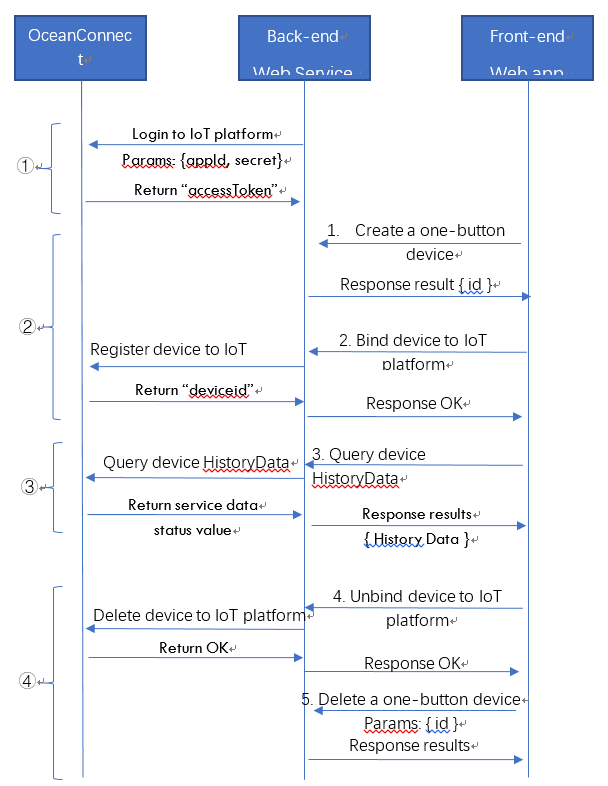 OceanConnec
t
Back-end
Web Service
Front-end
Web app
①
Login to IoT platform
Params: {appId, secret}
Return “accessToken”
②
1. Create a one-button
device
Response result { id }
2. Bind device to IoT
platform
Register device to IoT
Return “deviceid”
Response OK
③
3. Query device
HistoryData
Query device HistoryData
Return service data
status value
Response results
{ History Data }
④
4. Unbind device to IoT
platform
Delete device to IoT platform
Return OK
Response OK
5. Delete a one-button device
Params: { id }
Response results